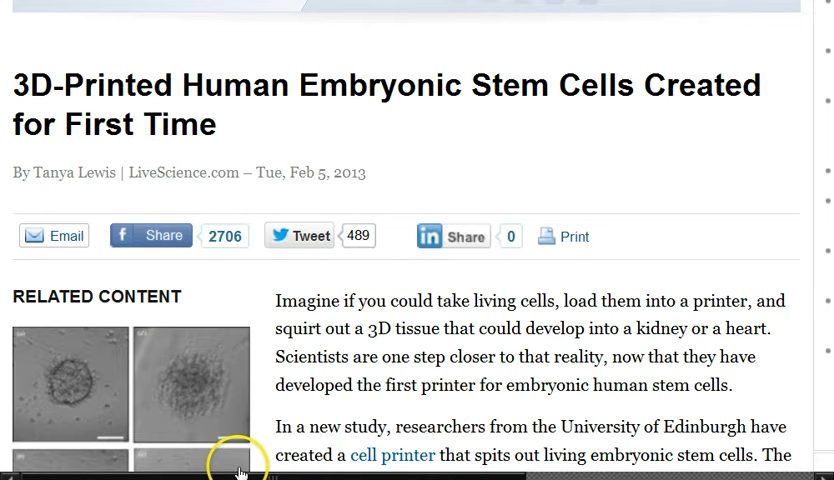 3D-Printed Human Embryonic Stem Cells Created
for First Time
By Tanya Lewis | LiveScience.com – Tue, Feb 5, 2013
Email
f Share 2706
Tweet 489
in Share 0
Print
RELATED CONTENT
Imagine if you could take living cells, load them into a printer, and
squirt out a 3D tissue that could develop into a kidney or a heart.
Scientists are one step closer to that reality, now that they have
developed the first printer for embryonic human stem cells.
In a new study, researchers from the University of Edinburgh have
created a cell printer that spits out living embryonic stem cells. The